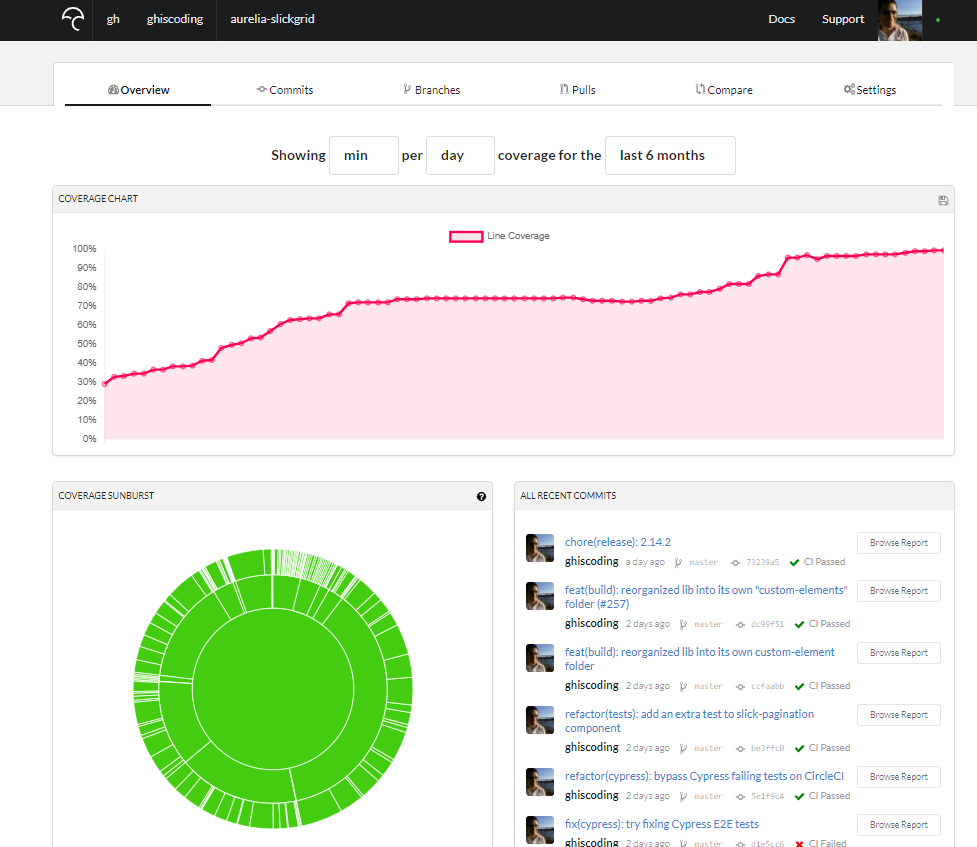 gh ghiscoding aurelia-slickgrid Docs Support
Overview Commits Branches Pulls Compare Settings
Showing min per day coverage for the last 6 months
COVERAGE CHART
Line Coverage
100%
90%
80%
70%
60%
50%
40%
30%
20%
10%
0%
COVERAGE SUNBURST
ALL RECENT COMMITS
chore(release): 2.14.2 Browse Report
ghiscoding a day ago master 73239a5 CI Passed
feat(build): reorganized lib into its own "custom-elements" Browse Report
folder (#257)
ghiscoding 2 days ago master dc99f51 CI Passed
feat(build): reorganized lib into its own custom-element Browse Report
folder
ghiscoding 2 days ago master ccfaabb CI Passed
refactor(tests): add an extra test to slick-pagination Browse Report
component
ghiscoding 2 days ago master be3ffc0 CI Passed
refactor(cypress): bypass Cypress failing tests on CircleCI Browse Report
ghiscoding 2 days ago master 5e1f9c4 CI Passed
fix(cypress): try fixing Cypress E2E tests Browse Report
ghiscoding 2 days ago master d1e5cc6 CI Failed